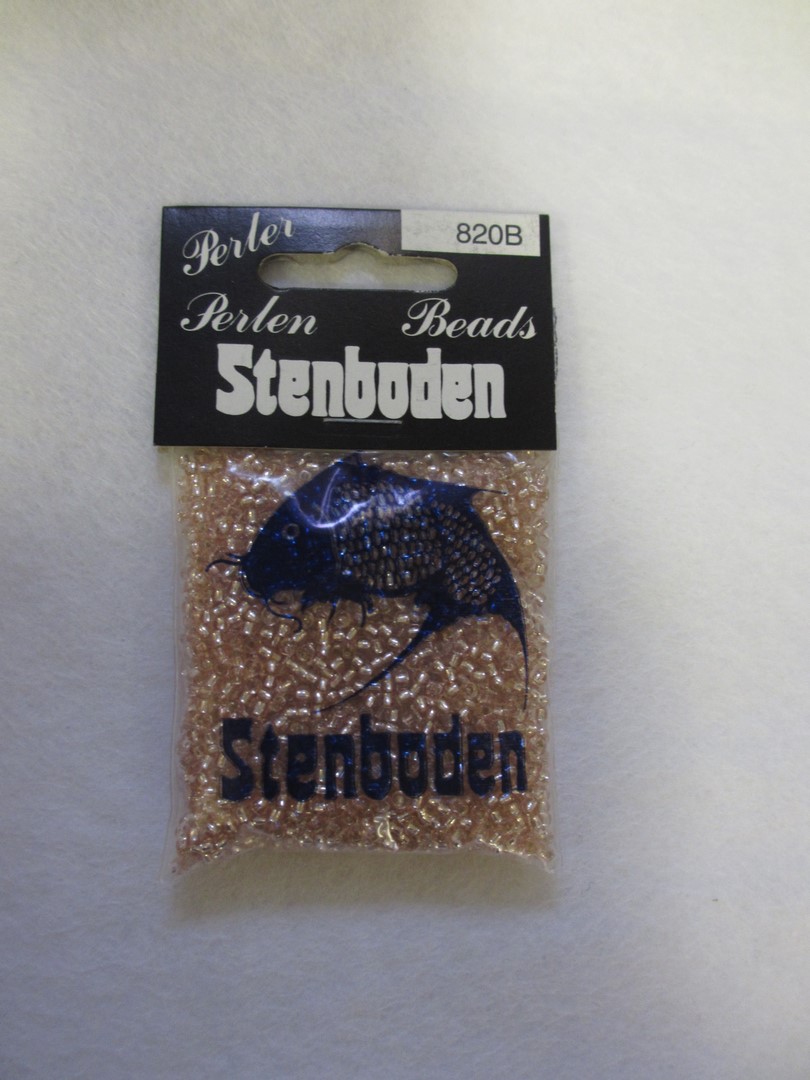 Perler
820B
Perlen Beads
Stenboden
Stenboden